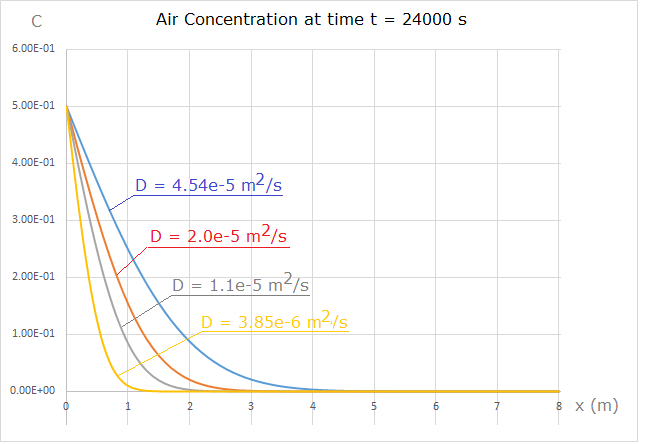 Air Concentration at time t = 24000 s
C
6.00E-01
5.00E-01
4.00E-01
D = 4.54e-5 m²/s
3.00E-01
D = 2.0e-5 m²/s
2.00E-01
D = 1.1e-5 m²/s
D = 3.85e-6 m²/s
1.00E-01
0.00E+00
0 1 2 3 4 5 6 7 8 x (m)